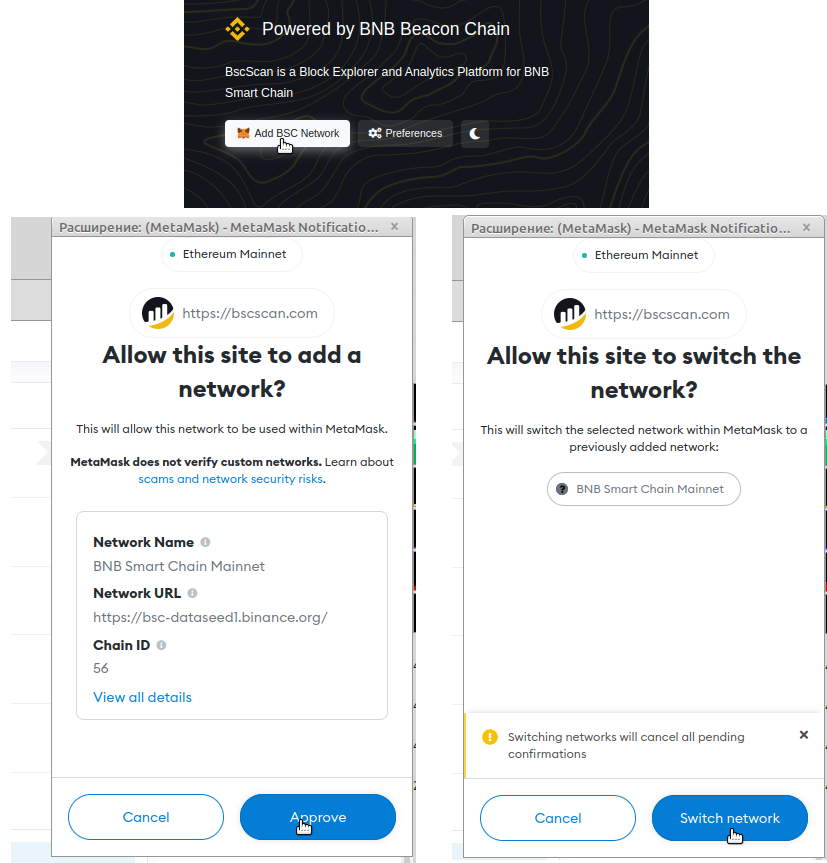 Powered by BNB Beacon Chain
BscScan is a Block Explorer and Analytics Platform for BNB
Smart Chain
Add BSC Network
Preferences
Расширение: (MetaMask) - MetaMask Notificatio...
Ethereum Mainnet
https://bscscan.com
Allow this site to add a
network?
This will allow this network to be used within MetaMask.
MetaMask does not verify custom networks. Learn about
scams and network security risks.
Network Name
BNB Smart Chain Mainnet
Network URL
https://bsc-dataseed1.binance.org/
Chain ID
56
View all details
Cancel
Approve
Расширение: (MetaMask) - MetaMask Notificatio...
Ethereum Mainnet
https://bscscan.com
Allow this site to switch the
network?
This will switch the selected network within MetaMask to a
previously added network:
? BNB Smart Chain Mainnet
Switching networks will cancel all pending
confirmations
Cancel
Switch network